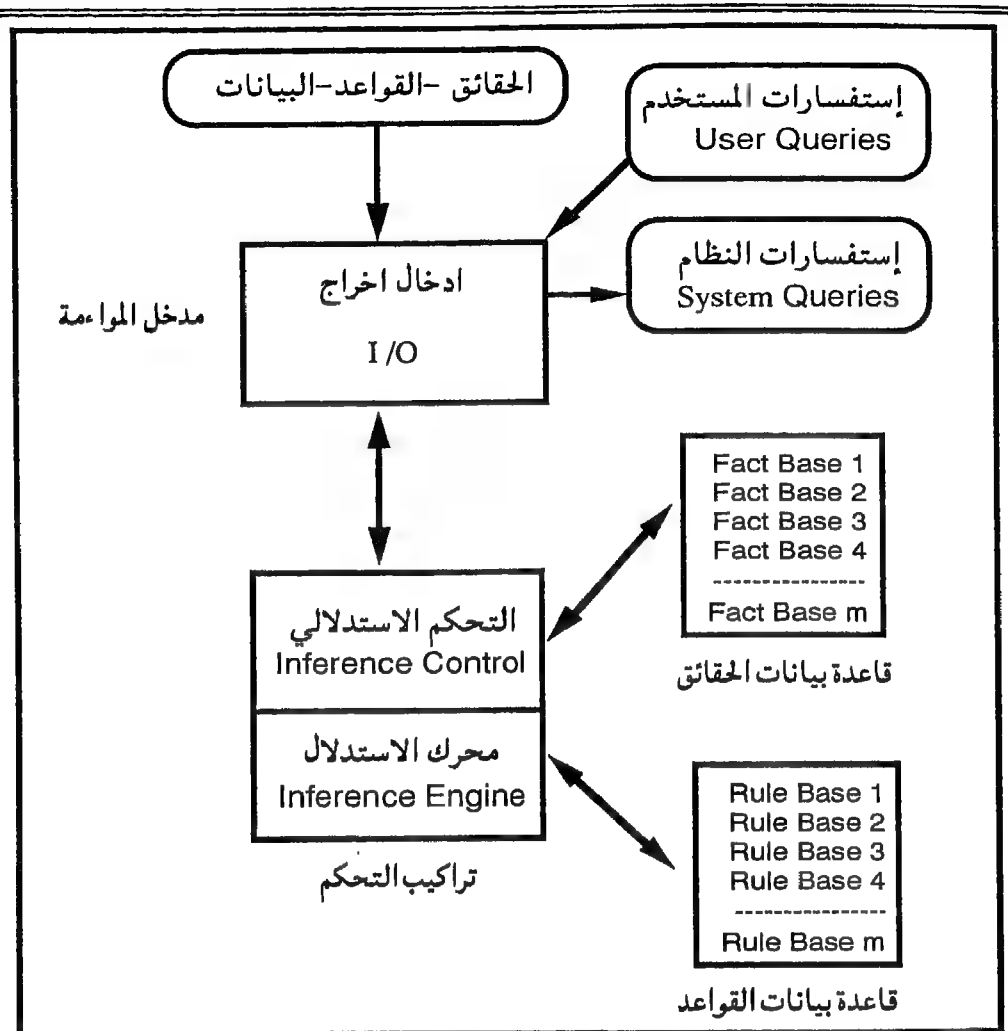 الحقائق -القواعد-البيانات
إستفسارات المستخدم
User Queries
إستفسارات النظام
System Queries
ادخال اخراج
I /O
مدخل المواءمة
Fact Base 1
Fact Base 2
Fact Base 3
Fact Base 4
----------------
Fact Base m
قاعدة بيانات الحقائق
التحكم الاستدلالي
Inference Control
محرك الاستدلال
Inference Engine
تراكيب التحكم
Rule Base 1
Rule Base 2
Rule Base 3
Rule Base 4
----------------
Rule Base m
قاعدة بيانات القواعد